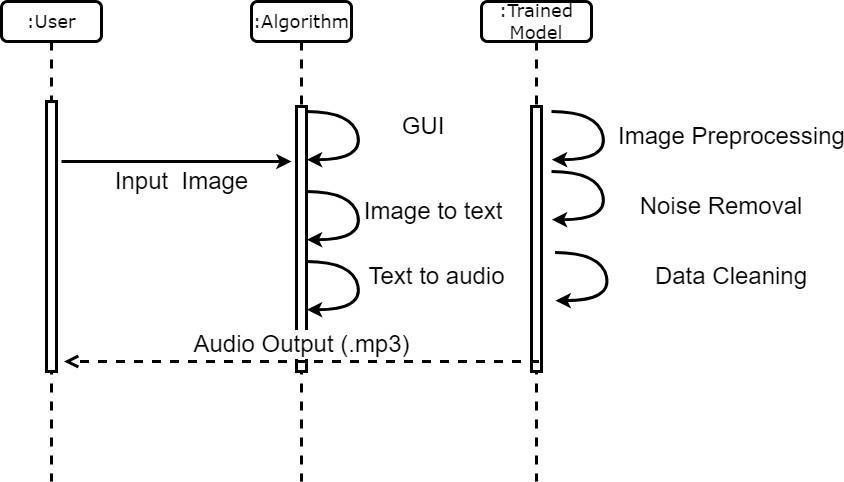 :User
:Algorithm
:Trained
Model
GUI
Image Preprocessing
Input  Image
Image to text
Noise Removal
Text to audio
Data Cleaning
Audio Output (.mp3)